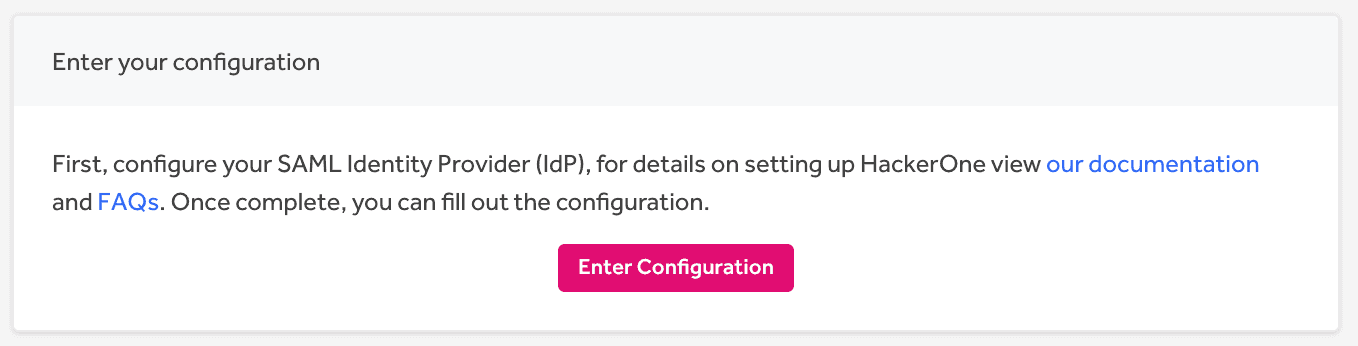 Enter your configuration
First, configure your SAML Identity Provider (IdP), for details on setting up HackerOne view our documentation
and FAQs. Once complete, you can fill out the configuration.
Enter Configuration